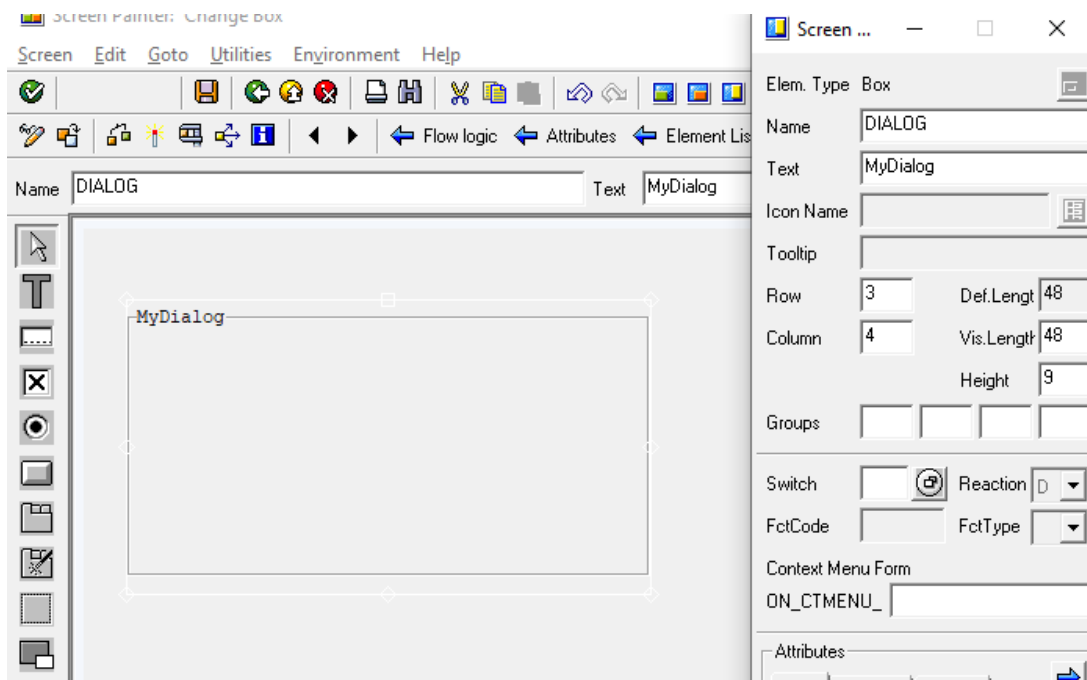 Screen Painter: Change Box
Screen Edit Goto Utilities Environment Help
Flow logic Attributes Element Lis
Name DIALOG Text MyDialog
MyDialog
Screen ...
Elem. Type Box
Name DIALOG
Text MyDialog
Icon Name
Tooltip
Row 3 Def.Lengt 48
Column 4 Vis.Length 48
Height 9
Groups
Switch Reaction D
FctCode FctType
Context Menu Form
ON_CTMENU_
Attributes